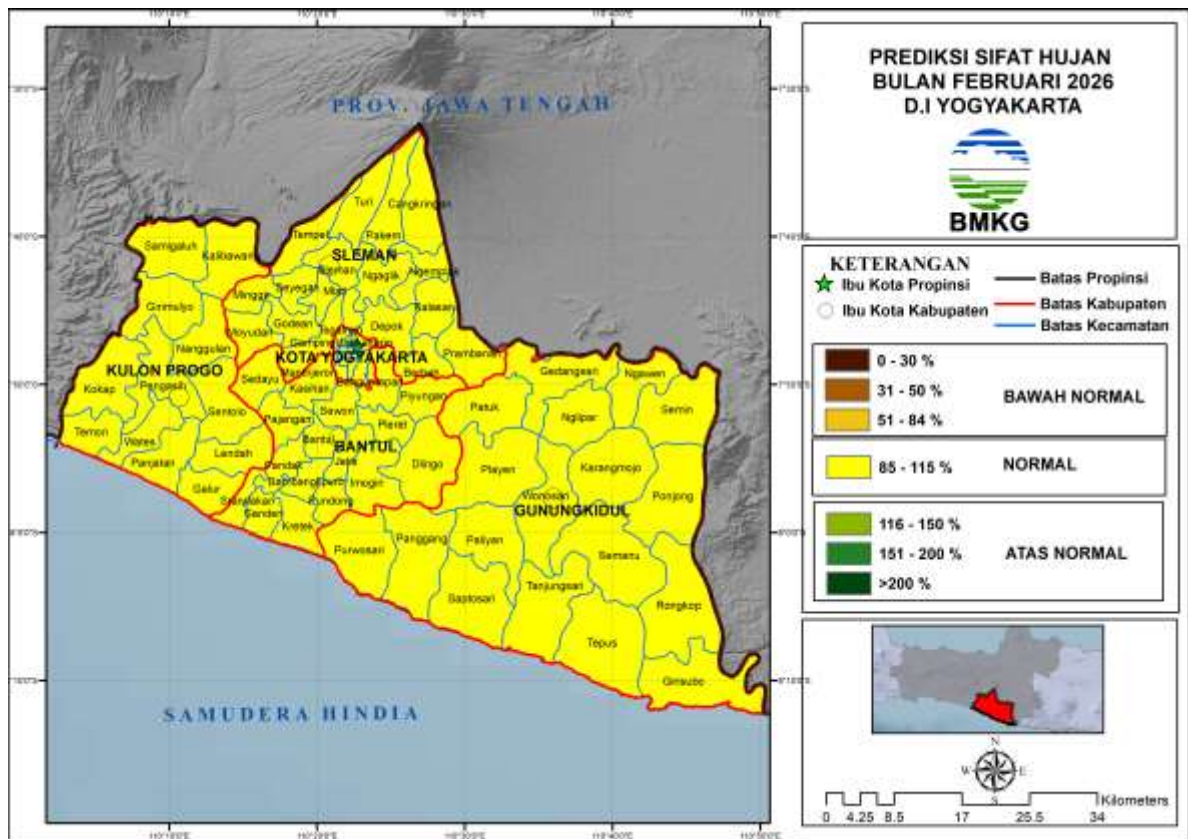 PREDIKSI SIFAT HUJAN
BULAN FEBRUARI 2026
D.I YOGYAKARTA
BMKG
KETERANGAN
Ibu Kota Propinsi
Ibu Kota Kabupaten
Batas Propinsi
Batas Kabupaten
Batas Kecamatan
0 - 30 %
31 - 50 %
51 - 84 %
BAWAH NORMAL
85 - 115 %
NORMAL
116 - 150 %
151 - 200 %
>200 %
ATAS NORMAL
N
W
E
S
Kilometers
0 4.25 8.5 17 25.5 34
PROV. JAWA TENGAH
SAMUDERA HINDIA
SLEMAN
KOTA YOGYAKARTA
KULON PROGO
BANTUL
GUNUNGKIDUL
Turi
Cangkringan
Tempel
Pakem
Ngaglik
Ngemplak
Seyegan
Minggir
Godean
Moyudan
Depok
Kalasan
Prambanan
Berbah
Samigaluh
Kalibawang
Girimulyo
Nanggulan
Kokap
Pengasih
Sentolo
Temon
Wates
Panjatan
Lendah
Galur
Sedayu
Kasihan
Sewon
Piyungan
Pajangan
Bantul
Pleret
Pandak
Jetis
Dlingo
Imogiri
Pundong
Sanden
Kretek
Gedangsari
Ngawen
Patuk
Nglipar
Semin
Playen
Karangmojo
Wonosari
Ponjong
Purwosari
Panggang
Paliyan
Semanu
Saptosari
Tanjungsari
Rongkop
Tepus
Girisubo